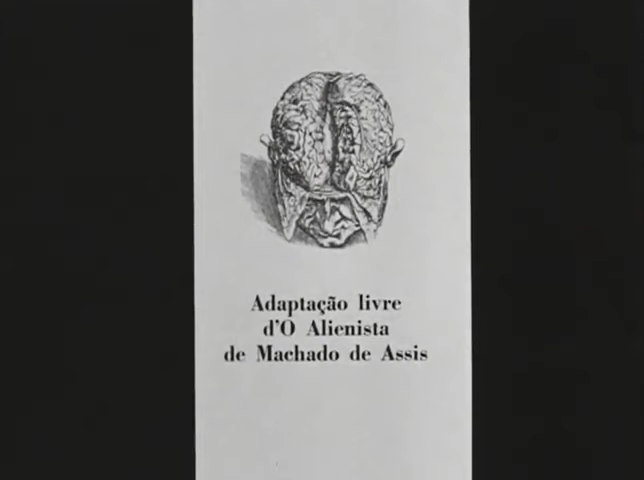 Adaptação livre
d'O Alienista
de Machado de Assis